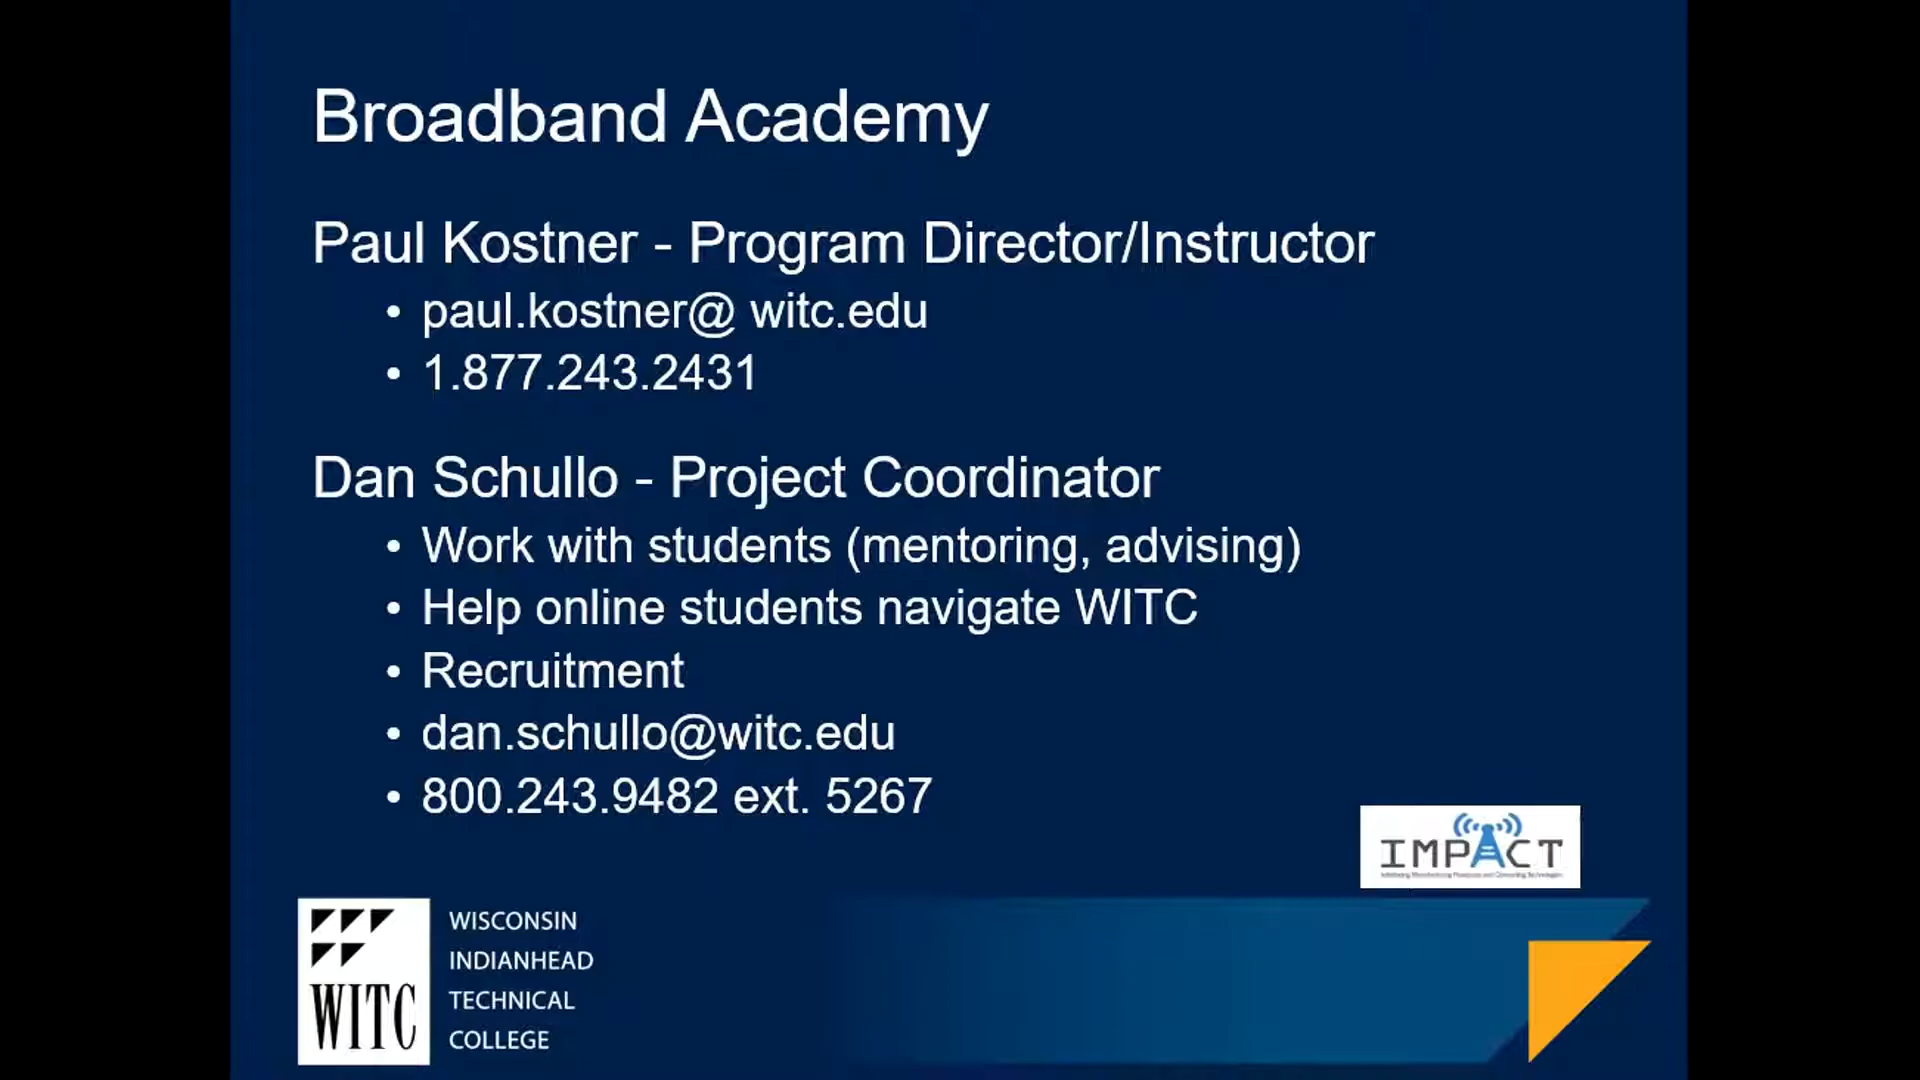 Broadband Academy
Paul Kostner - Program Director/Instructor
• paul.kostner@ witc.edu
• 1.877.243.2431
Dan Schullo - Project Coordinator
• Work with students (mentoring, advising)
• Help online students navigate WITC
• Recruitment
• dan.schullo@witc.edu
• 800.243.9482 ext. 5267
IMPACT
WITC
WISCONSIN
INDIANHEAD
TECHNICAL
COLLEGE